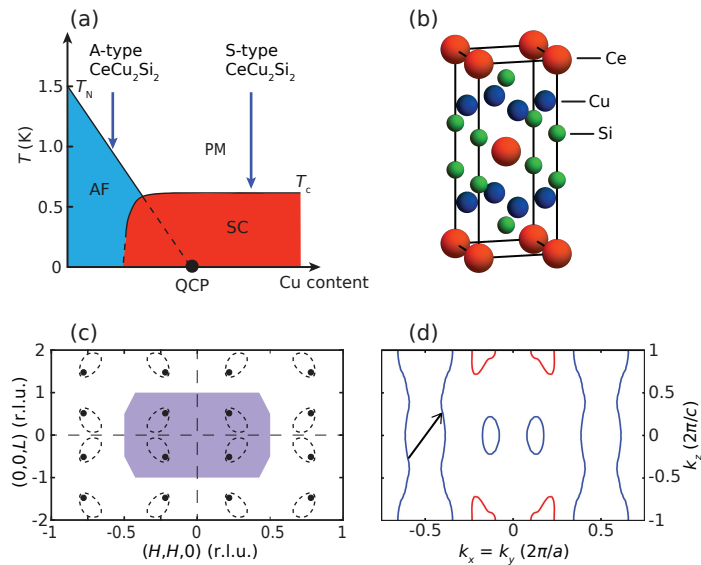 (a)
A-type
CeCu₂Si₂
S-type
CeCu₂Si₂
1.5
T_N
1.0
PM
T (K)
AF
0.5
T_c
SC
0
QCP
Cu content
(b)
Ce
Cu
Si
(c)
2
1
0
-1
-2
(0,0,L) (r.l.u.)
-1
-0.5
0
0.5
1
(H,H,0) (r.l.u.)
(d)
1
0.5
0
-0.5
-1
k_z (2π/c)
-0.5
0
0.5
k_x = k_y (2π/a)